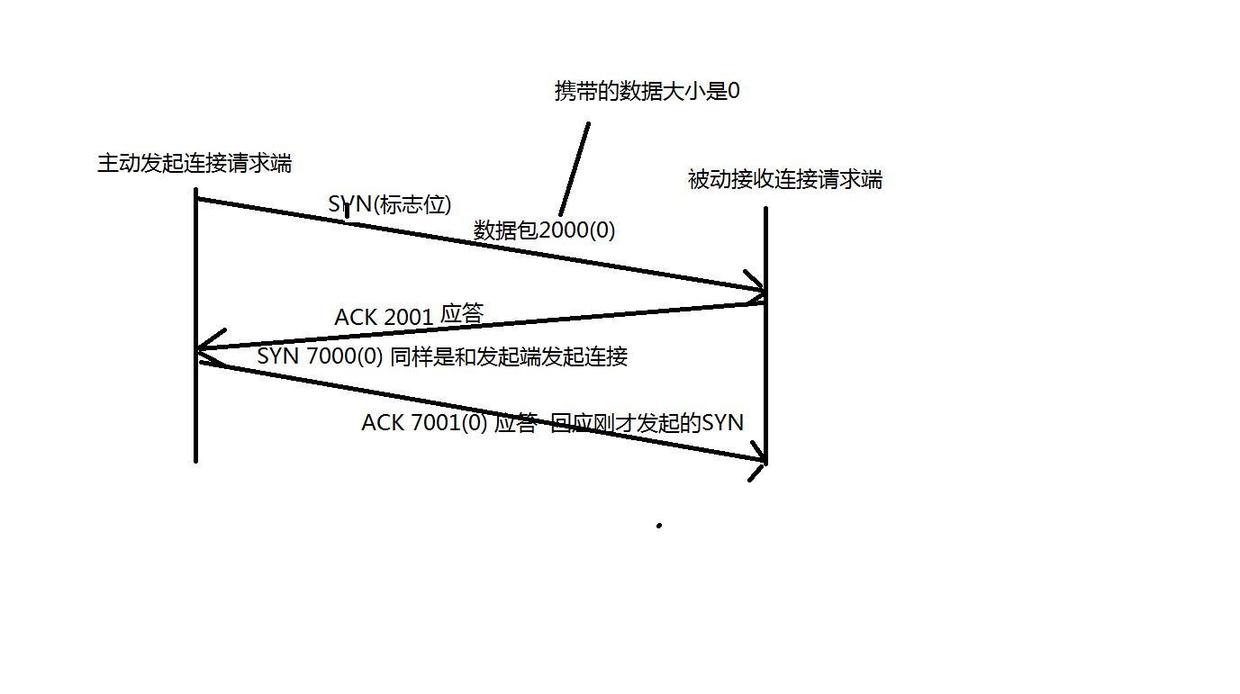 携带的数据大小是0
主动发起连接请求端
被动接收连接请求端
SYN(标志位)
数据包2000(0)
ACK 2001 应答
SYN 7000(0) 同样是和发起端发起连接
ACK 7001(0) 应答 回应刚才发起的SYN